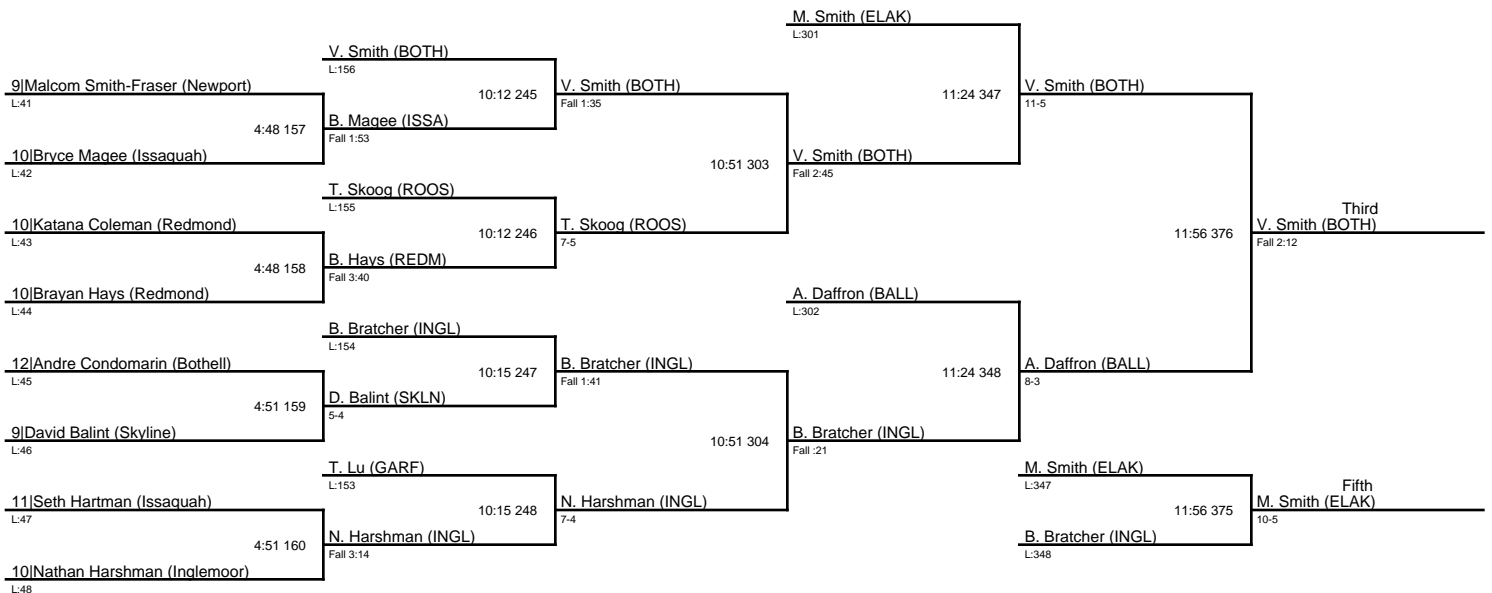 M. Smith (ELAK)
L:301
V. Smith (BOTH)
L:156
9|Malcom Smith-Fraser (Newport)
L:41
10:12 245
V. Smith (BOTH)
Fall 1:35
11:24 347
V. Smith (BOTH)
11-5
4:48 157
B. Magee (ISSA)
Fall 1:53
10|Bryce Magee (Issaquah)
L:42
10:51 303
V. Smith (BOTH)
Fall 2:45
T. Skoog (ROOS)
L:155
10|Katana Coleman (Redmond)
L:43
10:12 246
T. Skoog (ROOS)
7-5
11:56 376
Third
V. Smith (BOTH)
Fall 2:12
4:48 158
B. Hays (REDM)
Fall 3:40
10|Brayan Hays (Redmond)
L:44
A. Daffron (BALL)
L:302
B. Bratcher (INGL)
L:154
12|Andre Condomarin (Bothell)
L:45
10:15 247
B. Bratcher (INGL)
Fall 1:41
11:24 348
A. Daffron (BALL)
8-3
4:51 159
D. Balint (SKLN)
5-4
9|David Balint (Skyline)
L:46
10:51 304
B. Bratcher (INGL)
Fall :21
T. Lu (GARF)
L:153
M. Smith (ELAK)
L:347
11|Seth Hartman (Issaquah)
L:47
10:15 248
N. Harshman (INGL)
7-4
11:56 375
Fifth
M. Smith (ELAK)
10-5
4:51 160
N. Harshman (INGL)
Fall 3:14
B. Bratcher (INGL)
L:348
10|Nathan Harshman (Inglemoor)
L:48